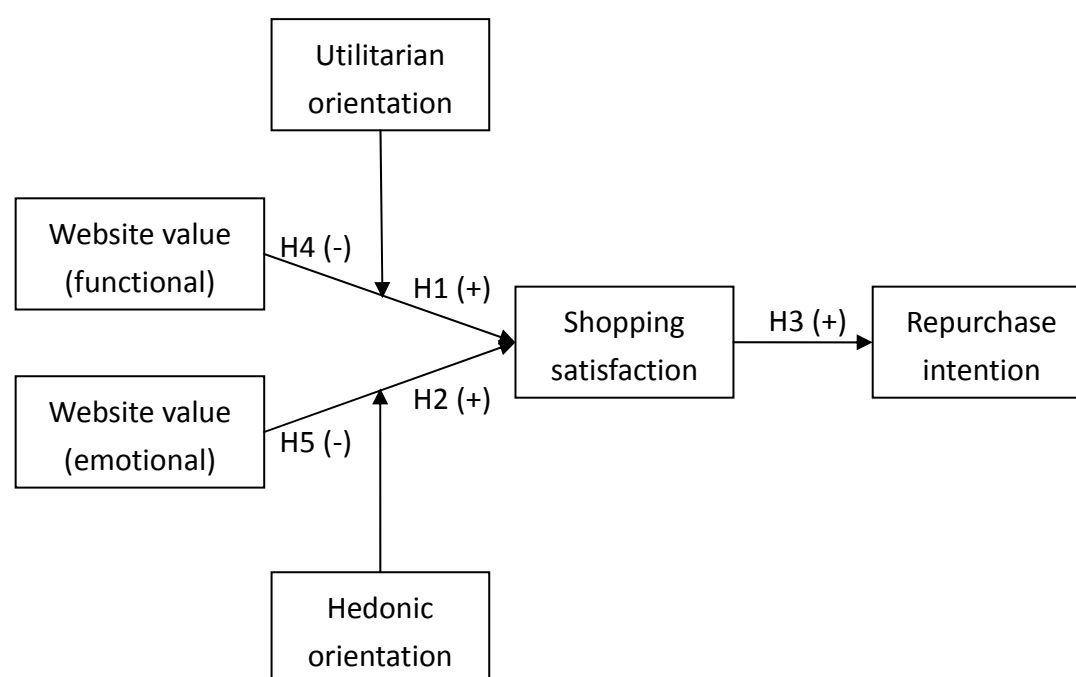 Utilitarian
orientation
Website value
(functional)
H4 (-)
H1 (+)
Shopping
satisfaction
H3 (+)
Repurchase
intention
Website value
(emotional)
H2 (+)
H5 (-)
Hedonic
orientation